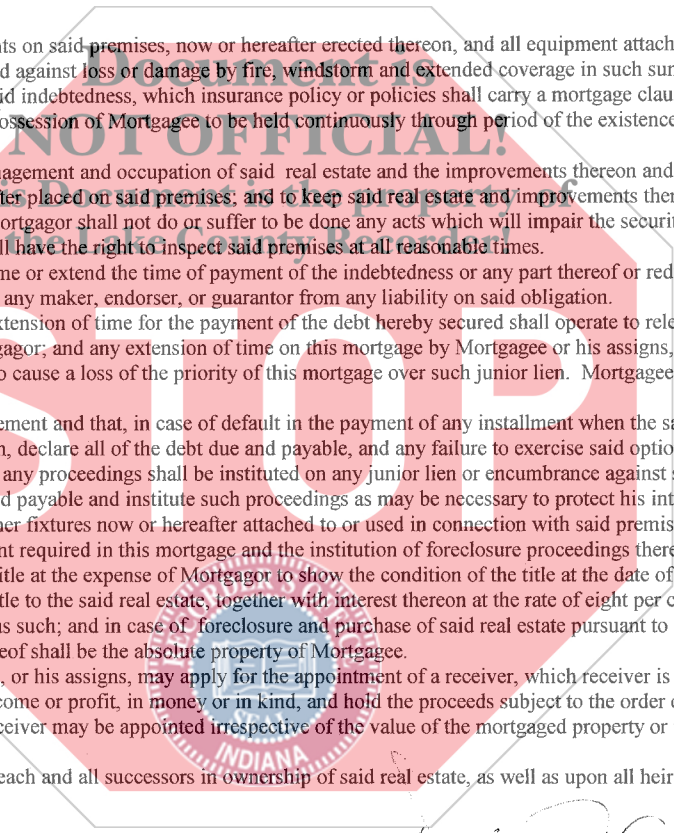 Document is
NOT OFFICIAL!
This Document is the property of
the Lake County Recorder!
STOP
nts on said premises, now or hereafter erected thereon, and all equipment attach
d against loss or damage by fire, windstorm and extended coverage in such sum
id indebtedness, which insurance policy or policies shall carry a mortgage clau
ossession of Mortgagee to be held continuously through period of the existence
nagement and occupation of said real estate and the improvements thereon and
fter placed on said premises; and to keep said real estate and improvements ther
ortgagor shall not do or suffer to be done any acts which will impair the securit
ll have the right to inspect said premises at all reasonable times.
me or extend the time of payment of the indebtedness or any part thereof or red
any maker, endorser, or guarantor from any liability on said obligation.
xtension of time for the payment of the debt hereby secured shall operate to rele
gagor; and any extension of time on this mortgage by Mortgagee or his assigns,
o cause a loss of the priority of this mortgage over such junior lien. Mortgagee
ement and that, in case of default in the payment of any installment when the sa
n, declare all of the debt due and payable, and any failure to exercise said optio
any proceedings shall be instituted on any junior lien or encumbrance against s
d payable and institute such proceedings as may be necessary to protect his int
her fixtures now or hereafter attached to or used in connection with said premis
nt required in this mortgage and the institution of foreclosure proceedings there
itle at the expense of Mortgagor to show the condition of the title at the date of
tle to the said real estate, together with interest thereon at the rate of eight per c
as such; and in case of foreclosure and purchase of said real estate pursuant to
eof shall be the absolute property of Mortgagee.
, or his assigns, may apply for the appointment of a receiver, which receiver is
come or profit, in money or in kind, and hold the proceeds subject to the order o
ceiver may be appointed irrespective of the value of the mortgaged property or
each and all successors in ownership of said real estate, as well as upon all heir
SEAL
INDIANA